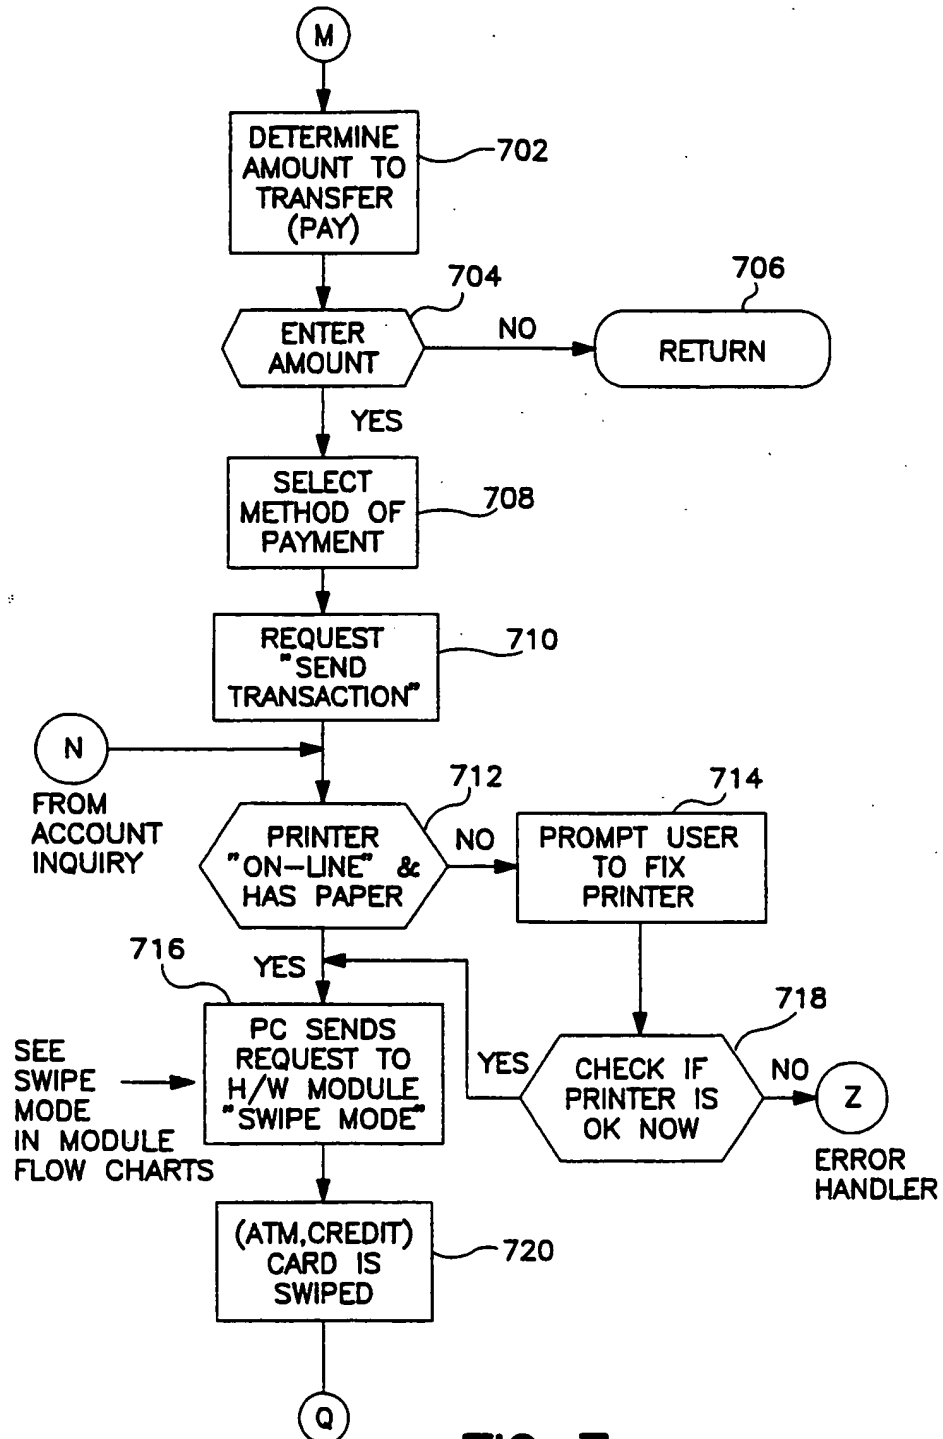 M
DETERMINE
AMOUNT TO
TRANSFER
(PAY)
702
704
ENTER
AMOUNT
NO
706
RETURN
YES
SELECT
METHOD OF
PAYMENT
708
REQUEST
"SEND
TRANSACTION"
710
N
FROM
ACCOUNT
INQUIRY
712
PRINTER
"ON-LINE" &
HAS PAPER
NO
714
PROMPT USER
TO FIX
PRINTER
716
YES
PC SENDS
REQUEST TO
H/W MODULE
"SWIPE MODE"
SEE
SWIPE
MODE
IN MODULE
FLOW CHARTS
718
YES
CHECK IF
PRINTER IS
OK NOW
NO
Z
ERROR
HANDLER
(ATM,CREDIT)
CARD IS
SWIPED
720
Q